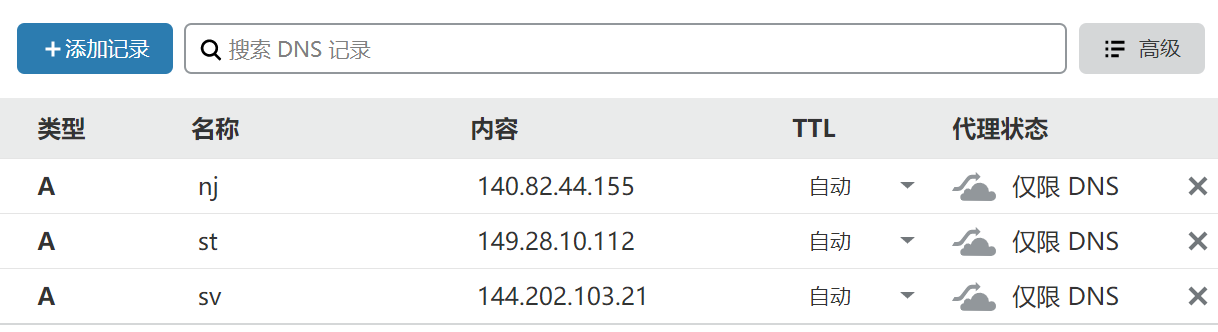 +添加记录 搜索 DNS 记录 高级
类型 名称 内容 TTL 代理状态
A nj 140.82.44.155 自动 仅限 DNS
A st 149.28.10.112 自动 仅限 DNS
A sv 144.202.103.21 自动 仅限 DNS